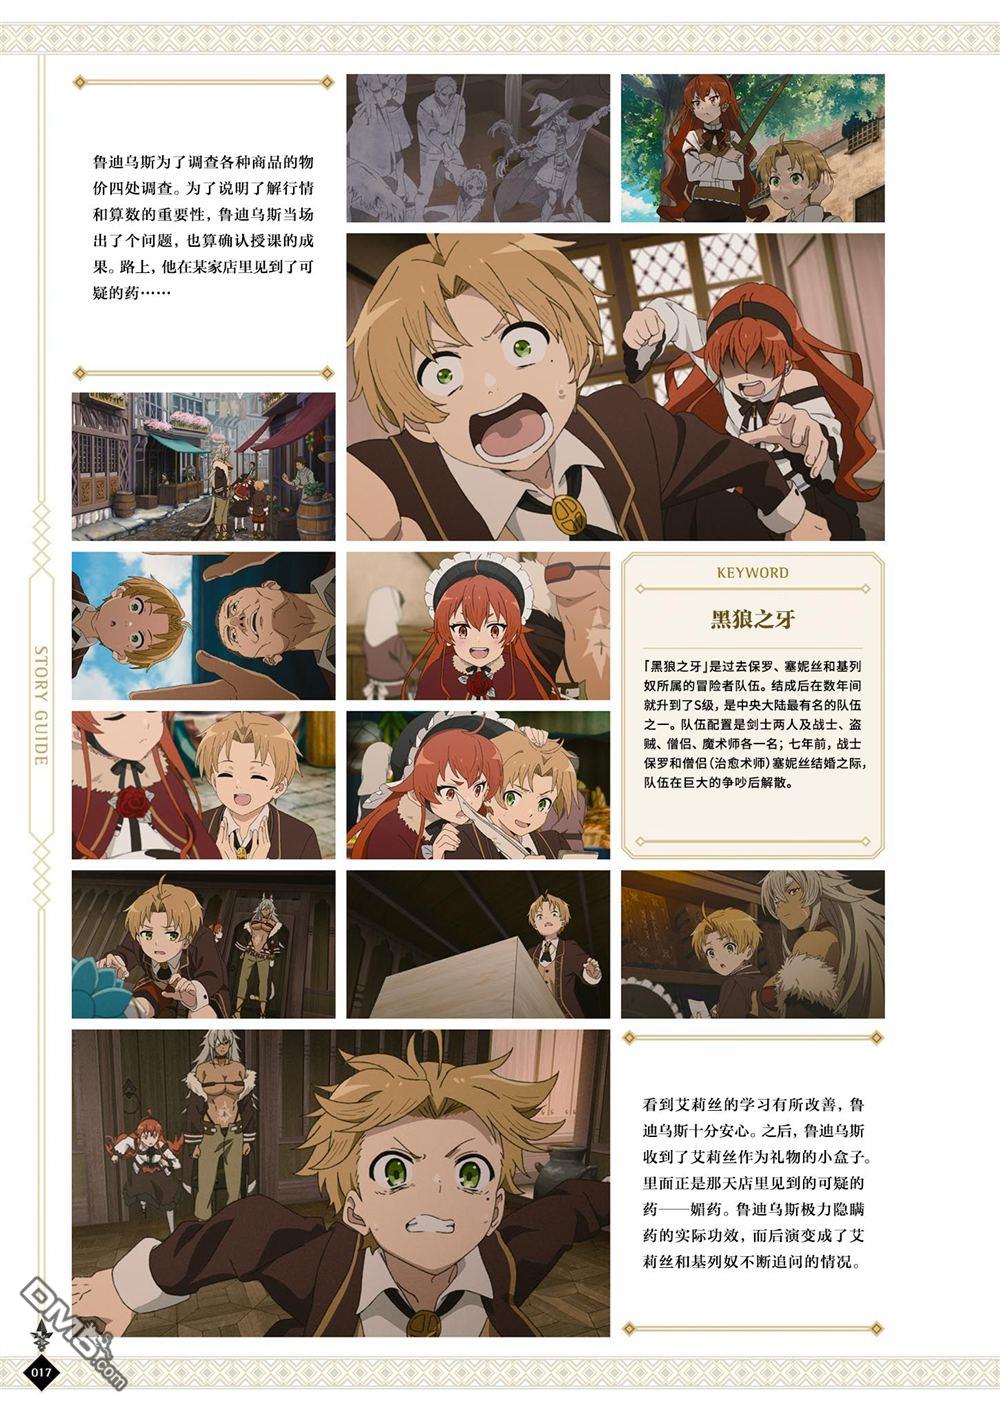 鲁迪乌斯为了调查各种商品的物
价四处调查。为了说明了解行情
和算数的重要性，鲁迪乌斯当场
出了个问题，也算确认授课的成
果。路上，他在某家店里见到了可
疑的药……
KEYWORD
黑狼之牙
「黑狼之牙」是过去保罗、塞妮丝和基列
奴所属的冒险者队伍。结成后在数年间
就升到了S级，是中央大陆最有名的队伍
之一。队伍配置是剑士两人及战士、盗
贼、僧侣、魔术师各一名；七年前，战士
保罗和僧侣（治愈术师）塞妮丝结婚之际，
队伍在巨大的争吵后解散。
STORY GUIDE
看到艾莉丝的学习有所改善，鲁
迪乌斯十分安心。之后，鲁迪乌斯
收到了艾莉丝作为礼物的小盒子。
里面正是那天店里见到的可疑的
药——媚药。鲁迪乌斯极力隐瞒
药的实际功效，而后演变成了艾
莉丝和基列奴不断追问的情况。
017